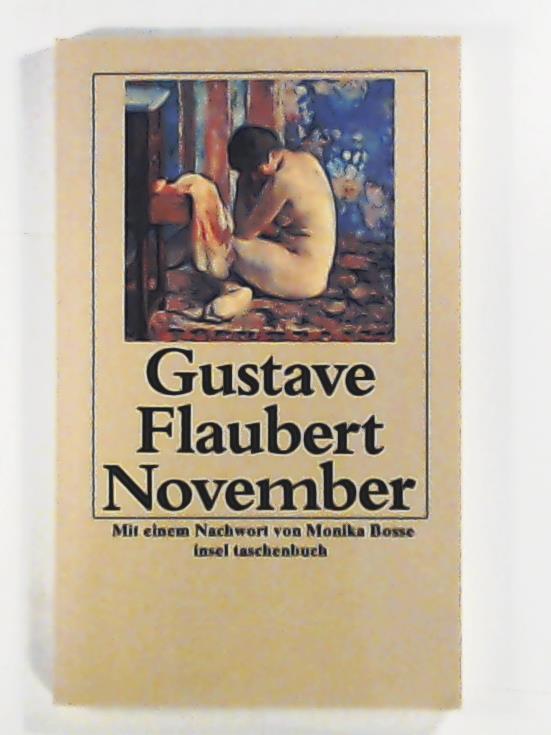 Gustave
Flaubert
November
Mit einem Nachwort von Monika Bosse
insel taschenbuch